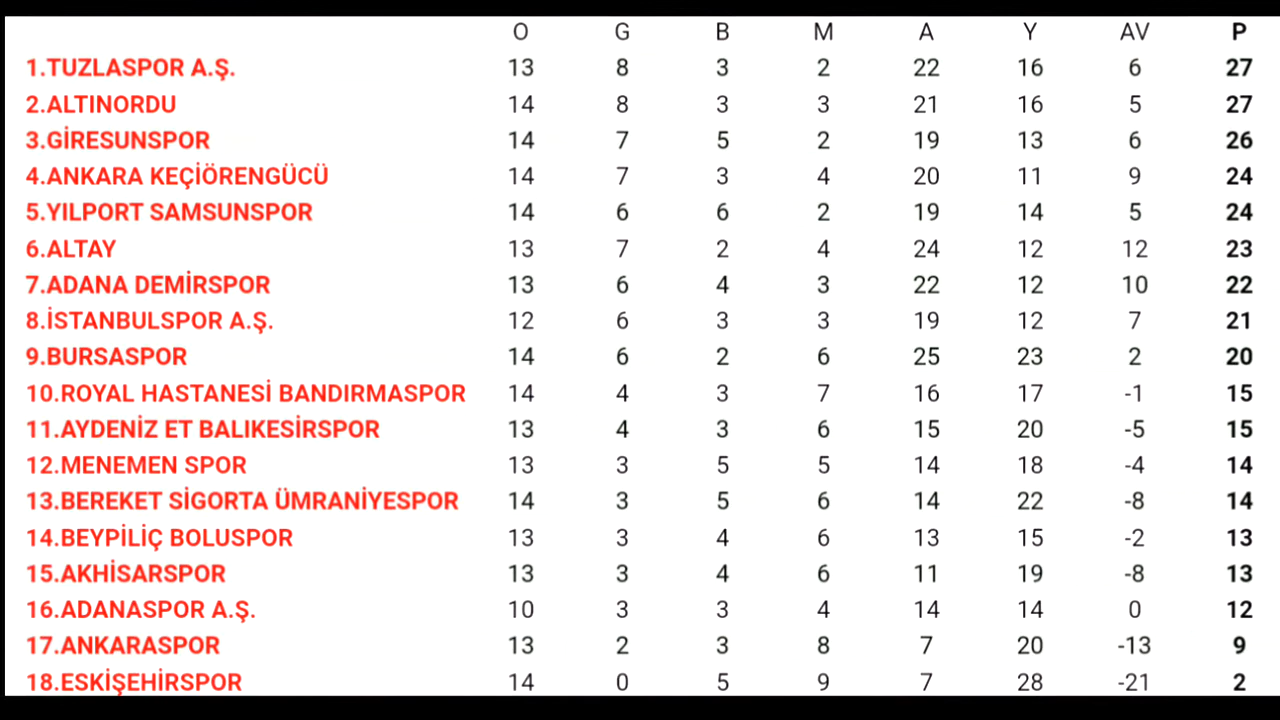 O G B M A Y AV P
1.TUZLASPOR A.Ş. 13 8 3 2 22 16 6 27
2.ALTINORDU 14 8 3 3 21 16 5 27
3.GİRESUNSPOR 14 7 5 2 19 13 6 26
4.ANKARA KEÇİÖRENGÜCÜ 14 7 3 4 20 11 9 24
5.YILPORT SAMSUNSPOR 14 6 6 2 19 14 5 24
6.ALTAY 13 7 2 4 24 12 12 23
7.ADANA DEMİRSPOR 13 6 4 3 22 12 10 22
8.İSTANBULSPOR A.Ş. 12 6 3 3 19 12 7 21
9.BURSASPOR 14 6 2 6 25 23 2 20
10.ROYAL HASTANESİ BANDIRMASPOR 14 4 3 7 16 17 -1 15
11.AYDENİZ ET BALIKESİRSPOR 13 4 3 6 15 20 -5 15
12.MENEMEN SPOR 13 3 5 5 14 18 -4 14
13.BEREKET SİGORTA ÜMRANİYESPOR 14 3 5 6 14 22 -8 14
14.BEYPİLİÇ BOLUSPOR 13 3 4 6 13 15 -2 13
15.AKHİSARSPOR 13 3 4 6 11 19 -8 13
16.ADANASPOR A.Ş. 10 3 3 4 14 14 0 12
17.ANKARASPOR 13 2 3 8 7 20 -13 9
18.ESKİŞEHİRSPOR 14 0 5 9 7 28 -21 2